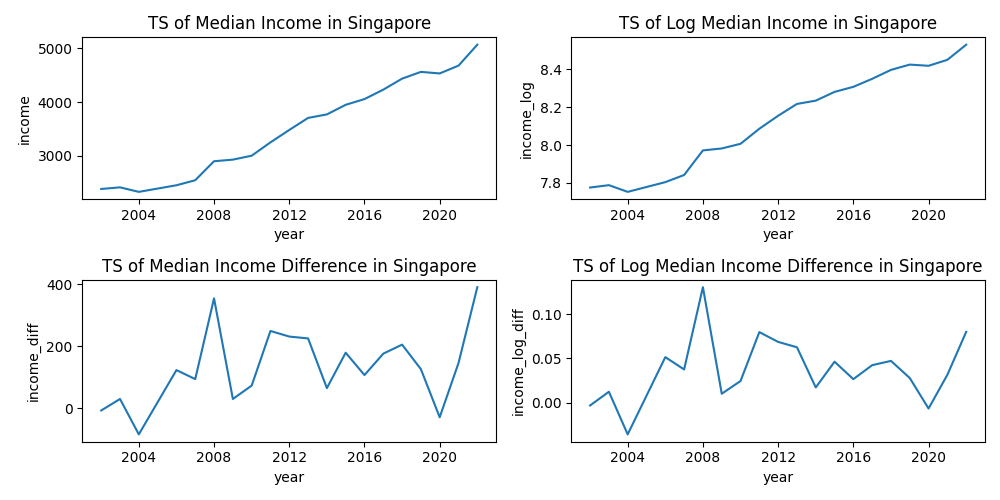 TS of Median Income in Singapore
income
5000
4000
3000
2004 2008 2012 2016 2020
year
TS of Log Median Income in Singapore
income_log
8.4
8.2
8.0
7.8
2004 2008 2012 2016 2020
year
TS of Median Income Difference in Singapore
income_diff
400
200
0
2004 2008 2012 2016 2020
year
TS of Log Median Income Difference in Singapore
income_log_diff
0.10
0.05
0.00
2004 2008 2012 2016 2020
year